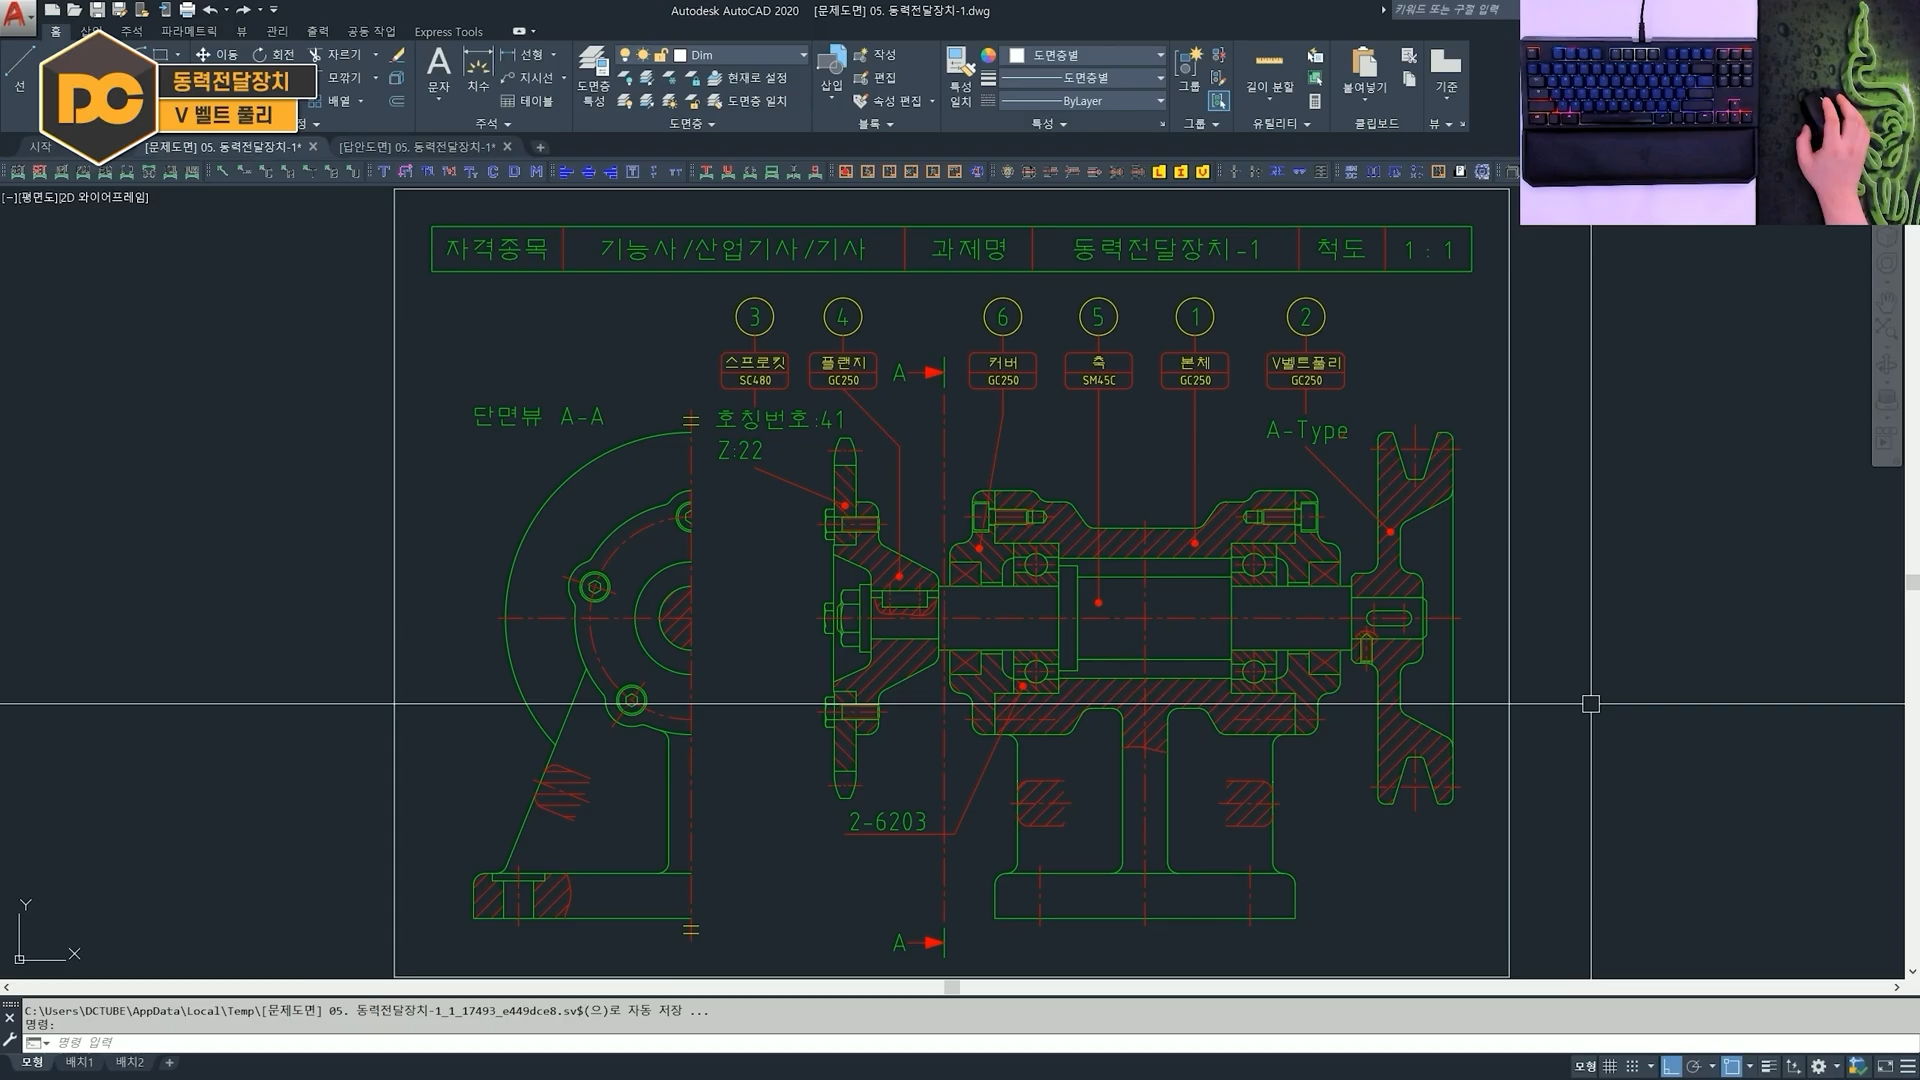 Autodesk AutoCAD 2020 [문제도면] 05. 동력전달장치-1.dwg
키워드 또는 구절 입력
홈 삽입 주석 파라메트릭 뷰 관리 출력 공동 작업 Express Tools
선
이동 회전 자르기
모깎기
배열
A
문자
치수
선형
지시선
테이블
주석
도면층
특성
Dim
현재로 설정
도면층 일치
도면층
삽입
작성
편집
속성 편집
블록
특성
일치
도면층별
도면층별
ByLayer
특성
그룹
그룹
길이 분할
유틸리티
붙여넣기
클립보드
기준
뷰
DC
동력전달장치
V 벨트 풀리
시작
[문제도면] 05. 동력전달장치-1*
[답안도면] 05. 동력전달장치-1*
[−][평면도][2D 와이어프레임]
자격종목 기능사/산업기사/기사 과제명 동력전달장치-1 척도 1 : 1
3 4 6 5 1 2
스프로킷
SC480
플랜지
GC250
커버
GC250
축
SM45C
본체
GC250
V벨트풀리
GC250
A
단면뷰 A-A
호칭번호:41
Z:22
A-Type
2-6203
A
Y
X
C:\Users\DCTUBE\AppData\Local\Temp\[문제도면] 05. 동력전달장치-1_1_17493_e449dce8.sv$(으)로 자동 저장 ...
명령:
명령 입력
모형 배치1 배치2
모형